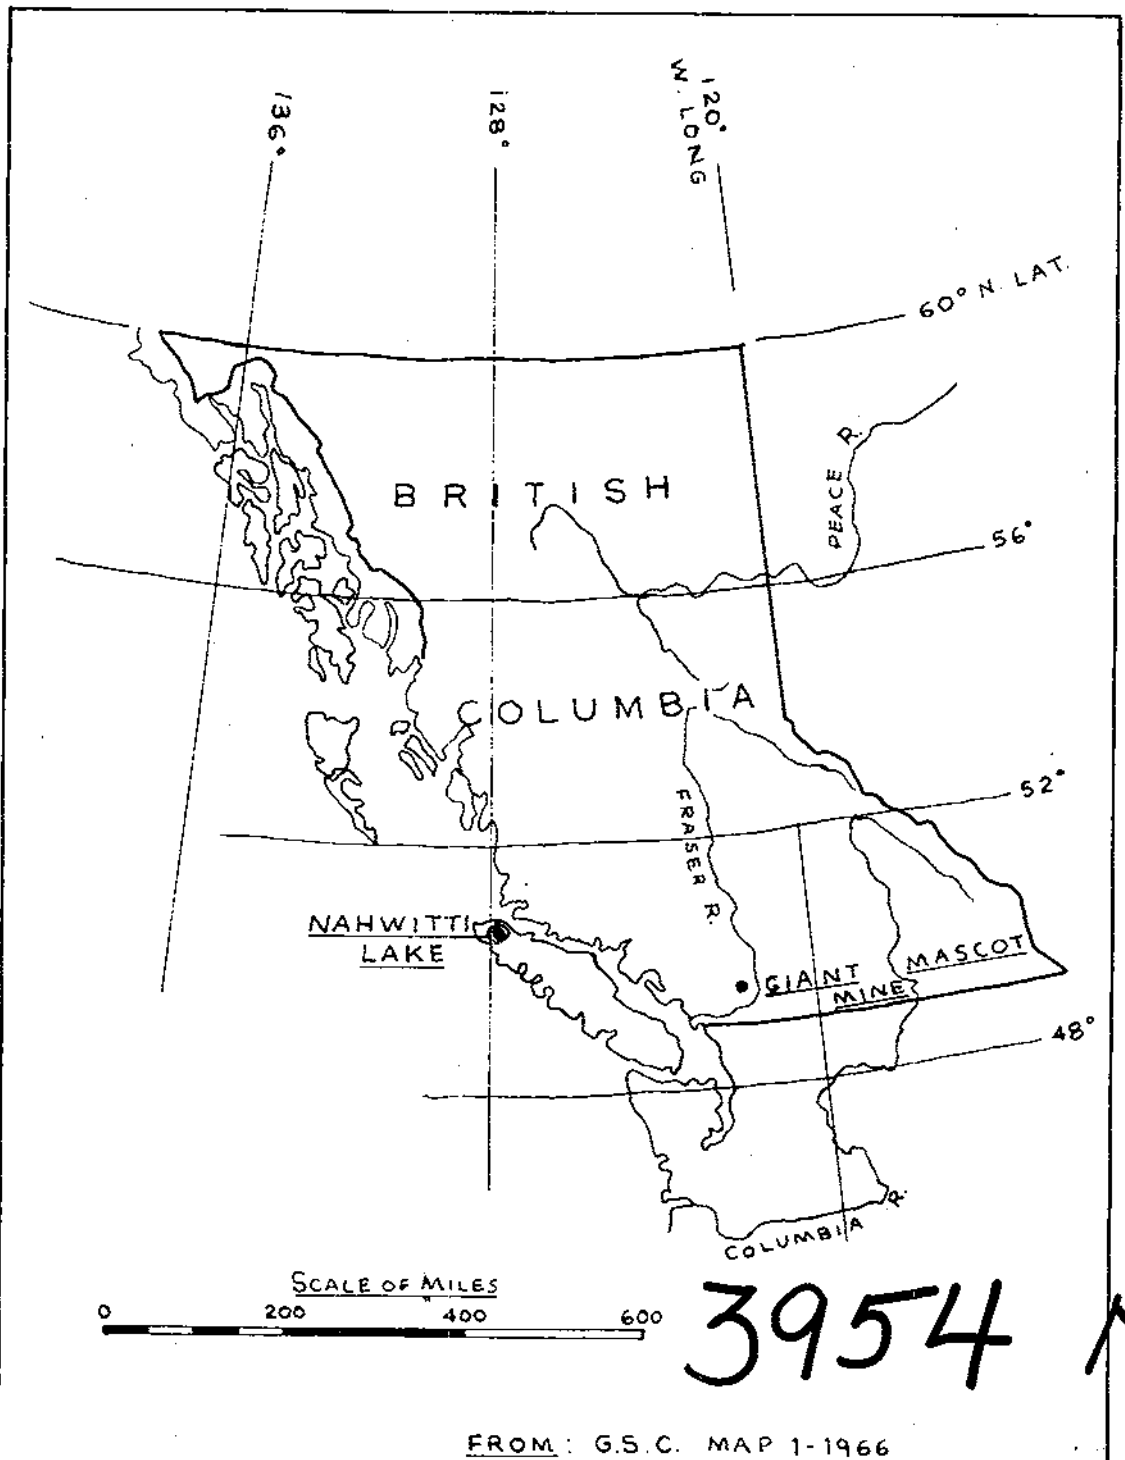 136°
128°
120°
W. LONG
60° N. LAT.
PEACE R.
BRITISH
56°
COLUMBIA
52°
FRASER R.
NAHWITTI
LAKE
GIANT MASCOT
MINE
48°
COLUMBIA R.
SCALE OF MILES
0 200 400 600
3954
FROM: G.S.C. MAP 1-1966